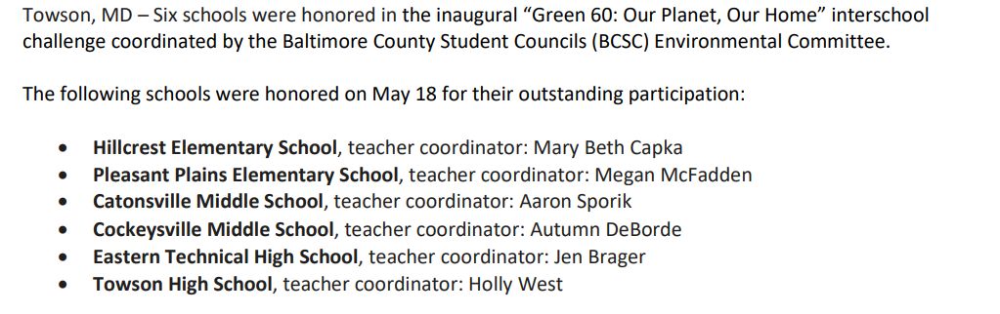 Towson, MD – Six schools were honored in the inaugural “Green 60: Our Planet, Our Home” interschool
challenge coordinated by the Baltimore County Student Councils (BCSC) Environmental Committee.
The following schools were honored on May 18 for their outstanding participation:
• Hillcrest Elementary School, teacher coordinator: Mary Beth Capka
• Pleasant Plains Elementary School, teacher coordinator: Megan McFadden
• Catonsville Middle School, teacher coordinator: Aaron Sporik
• Cockeysville Middle School, teacher coordinator: Autumn DeBorde
• Eastern Technical High School, teacher coordinator: Jen Brager
• Towson High School, teacher coordinator: Holly West